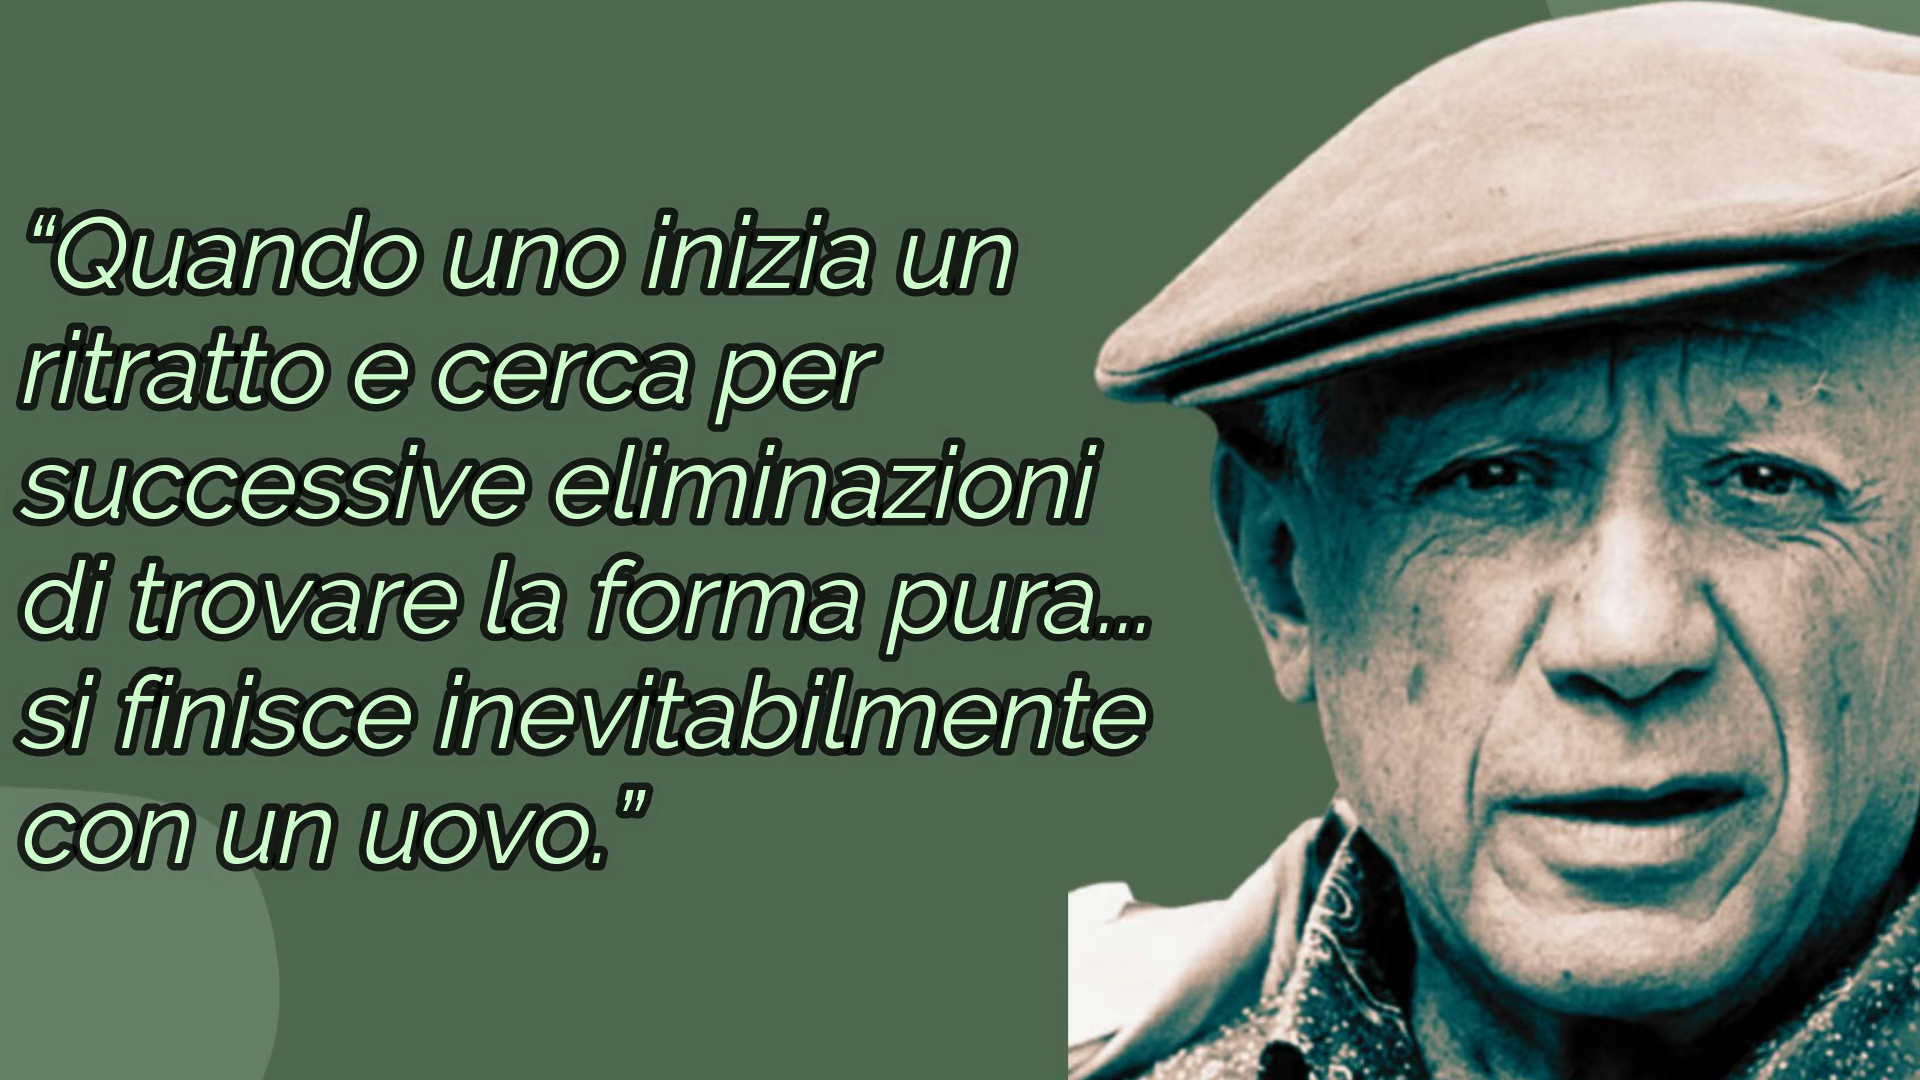 “Quando uno inizia un
ritratto e cerca per
successive eliminazioni
di trovare la forma pura...
si finisce inevitabilmente
con un uovo.”